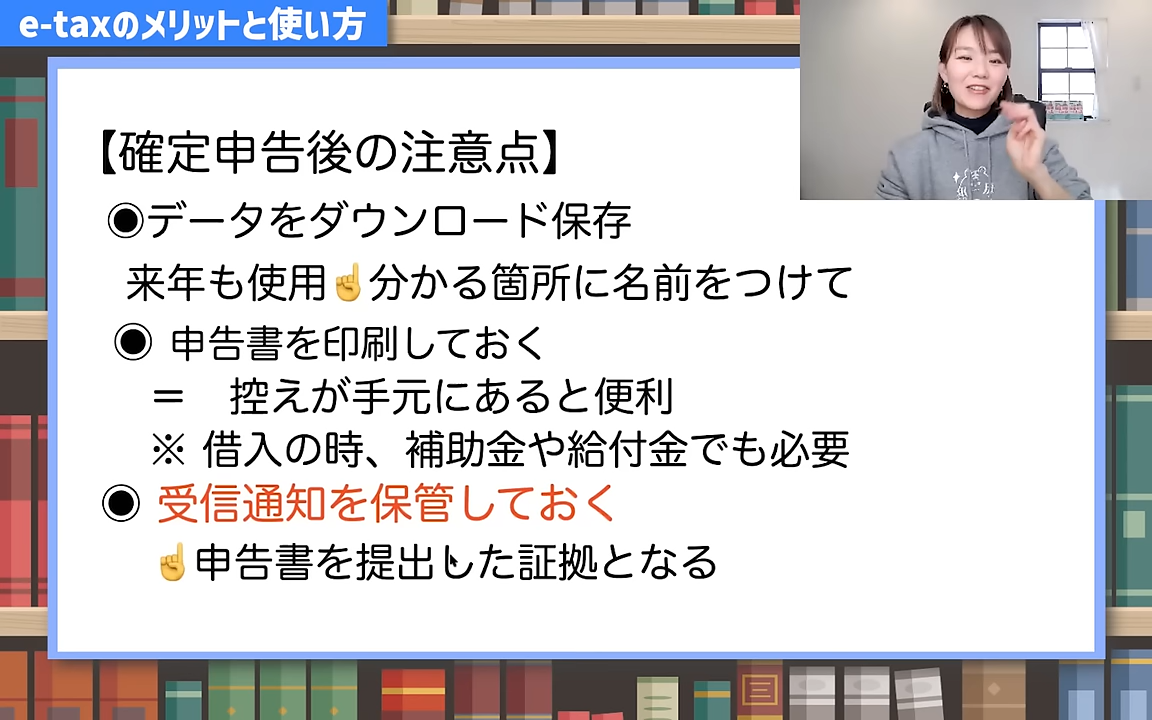 e-taxのメリットと使い方
【確定申告後の注意点】
◉データをダウンロード保存
来年も使用☝分かる箇所に名前をつけて
◉ 申告書を印刷しておく
＝　控えが手元にあると便利
※ 借入の時、補助金や給付金でも必要
◉ 受信通知を保管しておく
☝申告書を提出した証拠となる